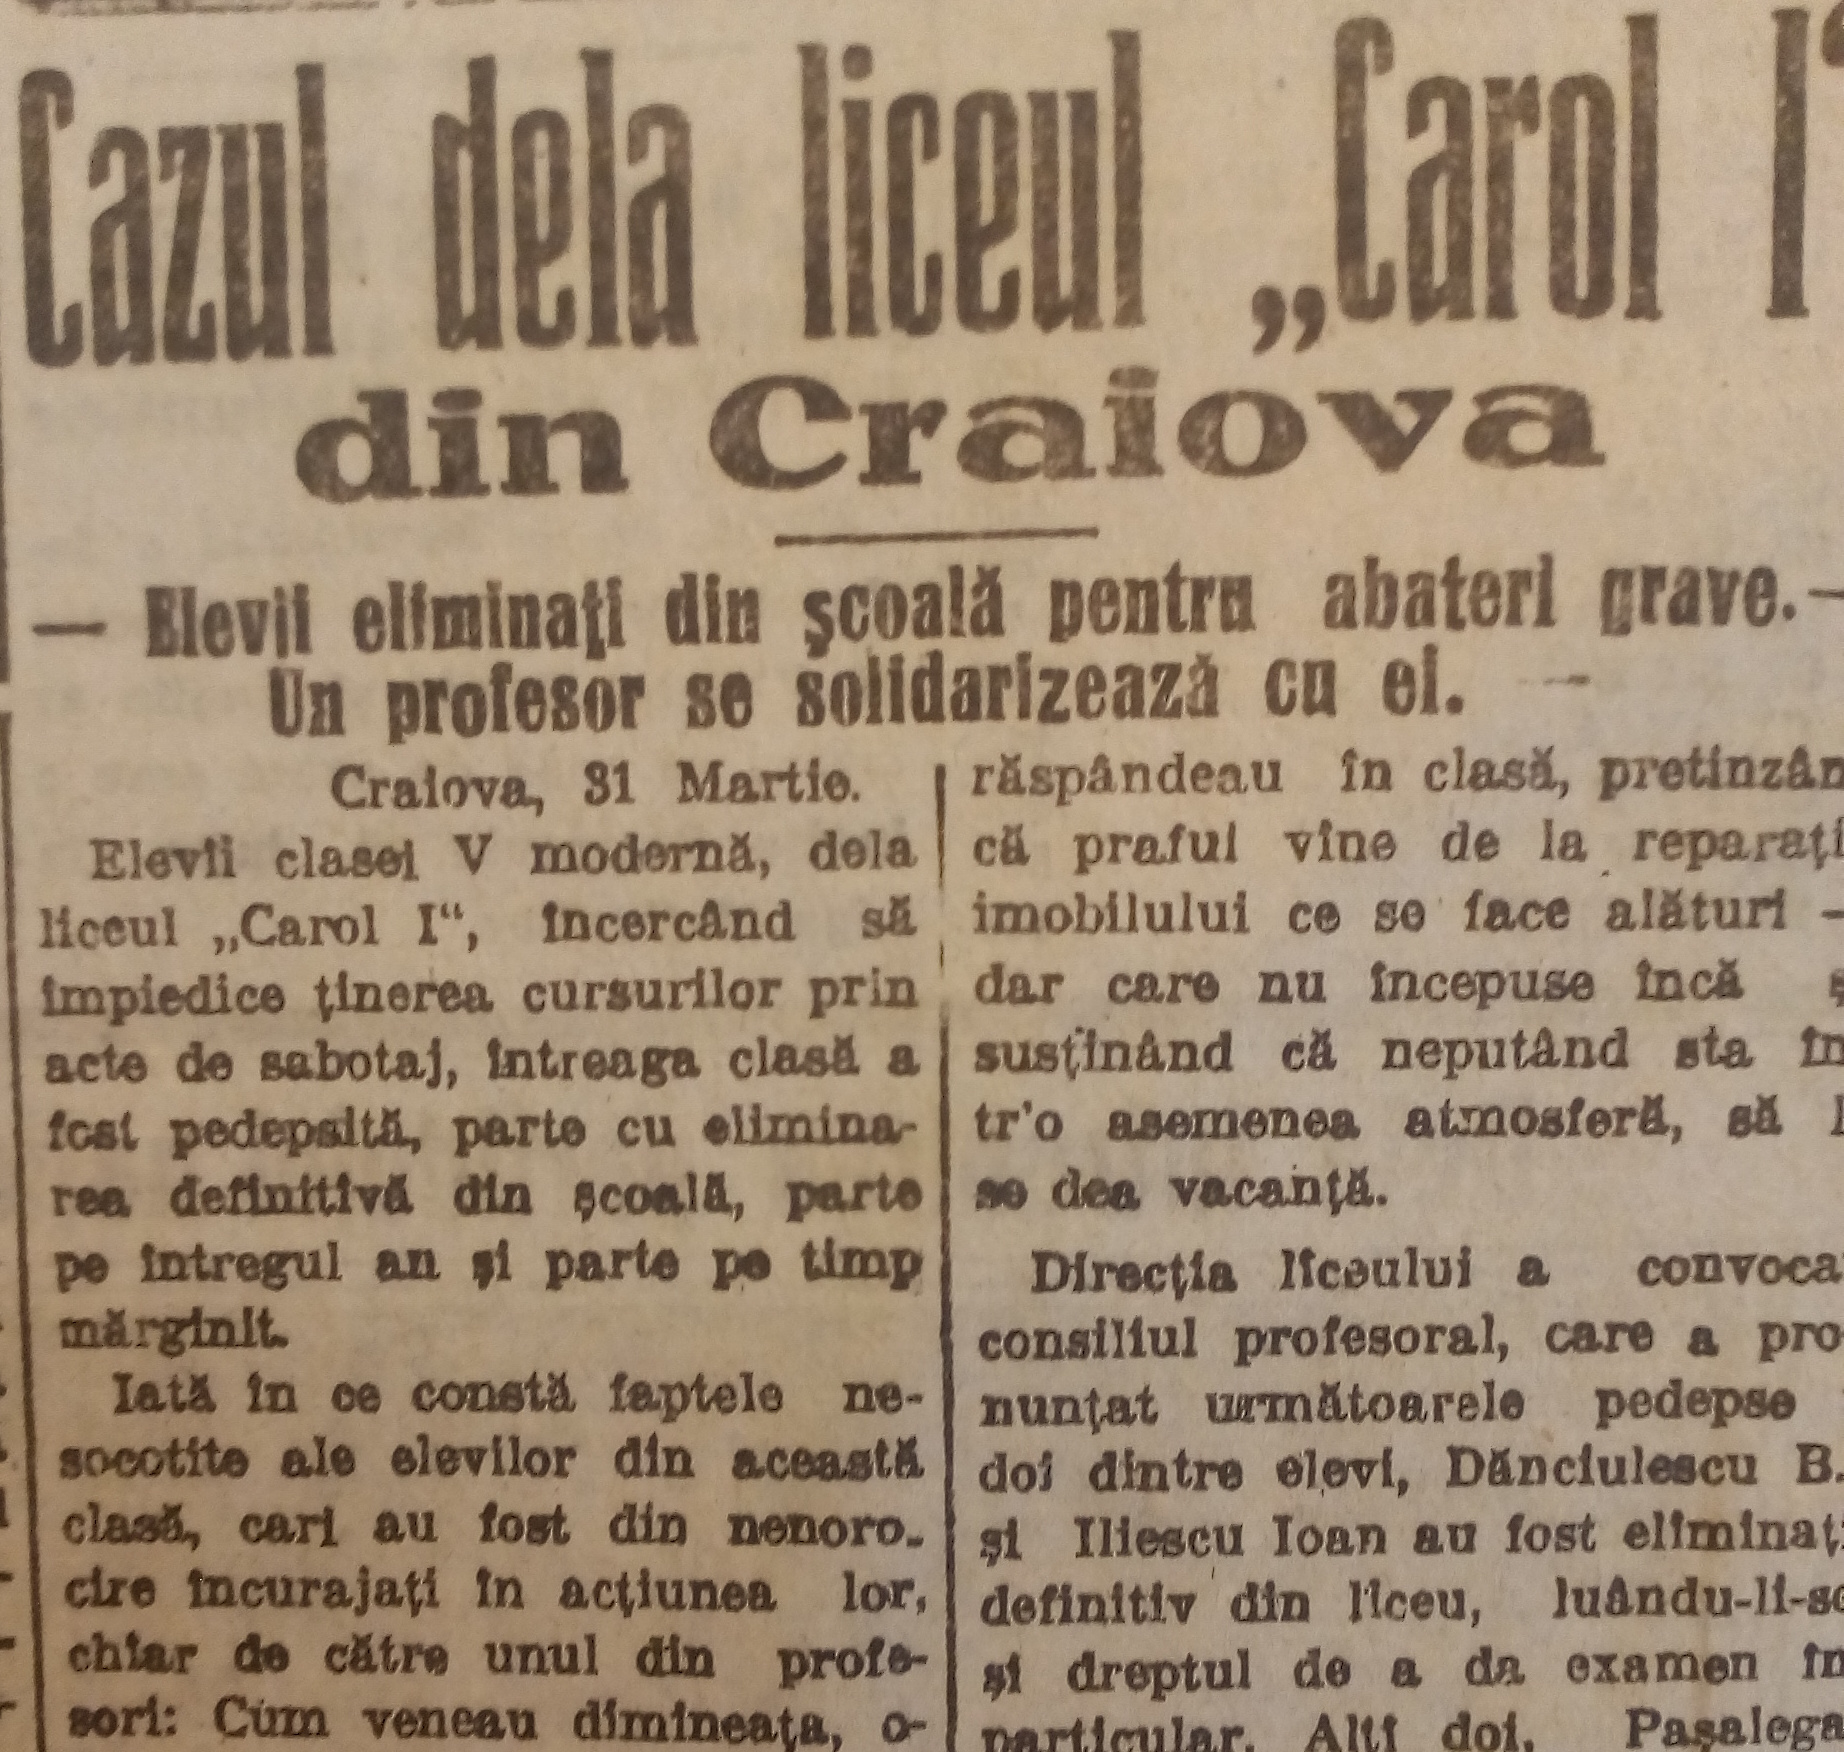 Cazul dela liceul „Carol I“
din Craiova
— Elevii eliminaţi din şcoală pentru abateri grave. —
Un profesor se solidarizează cu ei. —
Craiova, 31 Martie.
Elevii clasei V modernă, dela
liceul „Carol I“, încercând să
împiedice ţinerea cursurilor prin
acte de sabotaj, întreaga clasă a
fost pedepsită, parte cu elimina-
rea definitivă din şcoală, parte
pe întregul an şi parte pe timp
mărginit.
Iată în ce constă faptele ne-
socotite ale elevilor din această
clasă, cari au fost din nenoro-
cire încurajaţi în acţiunea lor,
chiar de către unul din profe-
sori: Cum veneau dimineaţa, o-
răspândeau în clasă, pretinzân
că praful vine de la reparaţi
imobilului ce se face alături —
dar care nu începuse încă ş
susţinând că neputând sta în
tr'o asemenea atmosferă, să l
se dea vacanţă.
Direcţia liceului a convoca
consiliul profesoral, care a pro
nunţat următoarele pedepse
doi dintre elevi, Dănciulescu B.
şi Iliescu Ioan au fost eliminaţi
definitiv din liceu, luându-li-se
şi dreptul de a da examen în
particular. Alţi doi, Paşalega